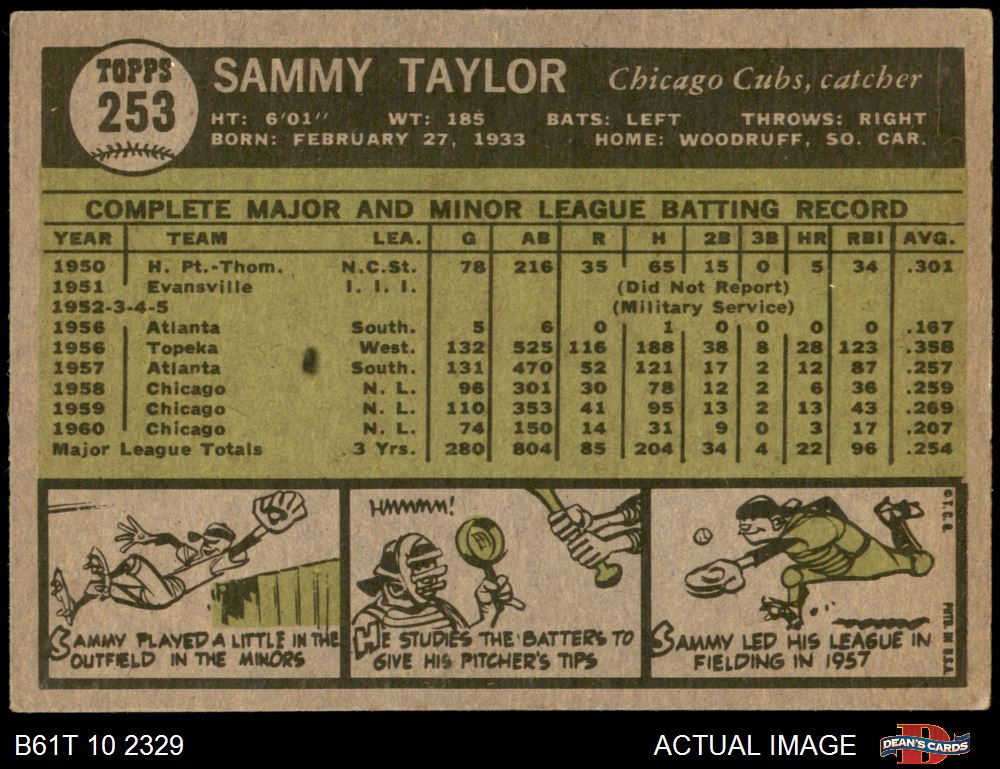 TOPPS
253
SAMMY TAYLOR Chicago Cubs, catcher
HT: 6'01" WT: 185 BATS: LEFT THROWS: RIGHT
BORN: FEBRUARY 27, 1933 HOME: WOODRUFF, SO. CAR.
COMPLETE MAJOR AND MINOR LEAGUE BATTING RECORD
YEAR TEAM LEA. G AB R H 2B 3B HR RBI AVG.
1950 H. Pt.-Thom. N.C.St. 78 216 35 65 15 0 5 34 .301
1951 Evansville I. I. I. (Did Not Report)
1952-3-4-5 (Military Service)
1956 Atlanta South. 5 6 0 1 0 0 0 0 .167
1956 Topeka West. 132 525 116 188 38 8 28 123 .358
1957 Atlanta South. 131 470 52 121 17 2 12 87 .257
1958 Chicago N. L. 96 301 30 78 12 2 6 36 .259
1959 Chicago N. L. 110 353 41 95 13 2 13 43 .269
1960 Chicago N. L. 74 150 14 31 9 0 3 17 .207
Major League Totals 3 Yrs. 280 804 85 204 34 4 22 96 .254
SAMMY PLAYED A LITTLE IN THE
OUTFIELD IN THE MINORS
HMMMM!
HE STUDIES THE BATTERS TO
GIVE HIS PITCHER'S TIPS
SAMMY LED HIS LEAGUE IN
FIELDING IN 1957
© T.C.G.
PRTD. IN U.S.A.
B61T 10 2329
ACTUAL IMAGE
DEAN'S CARDS